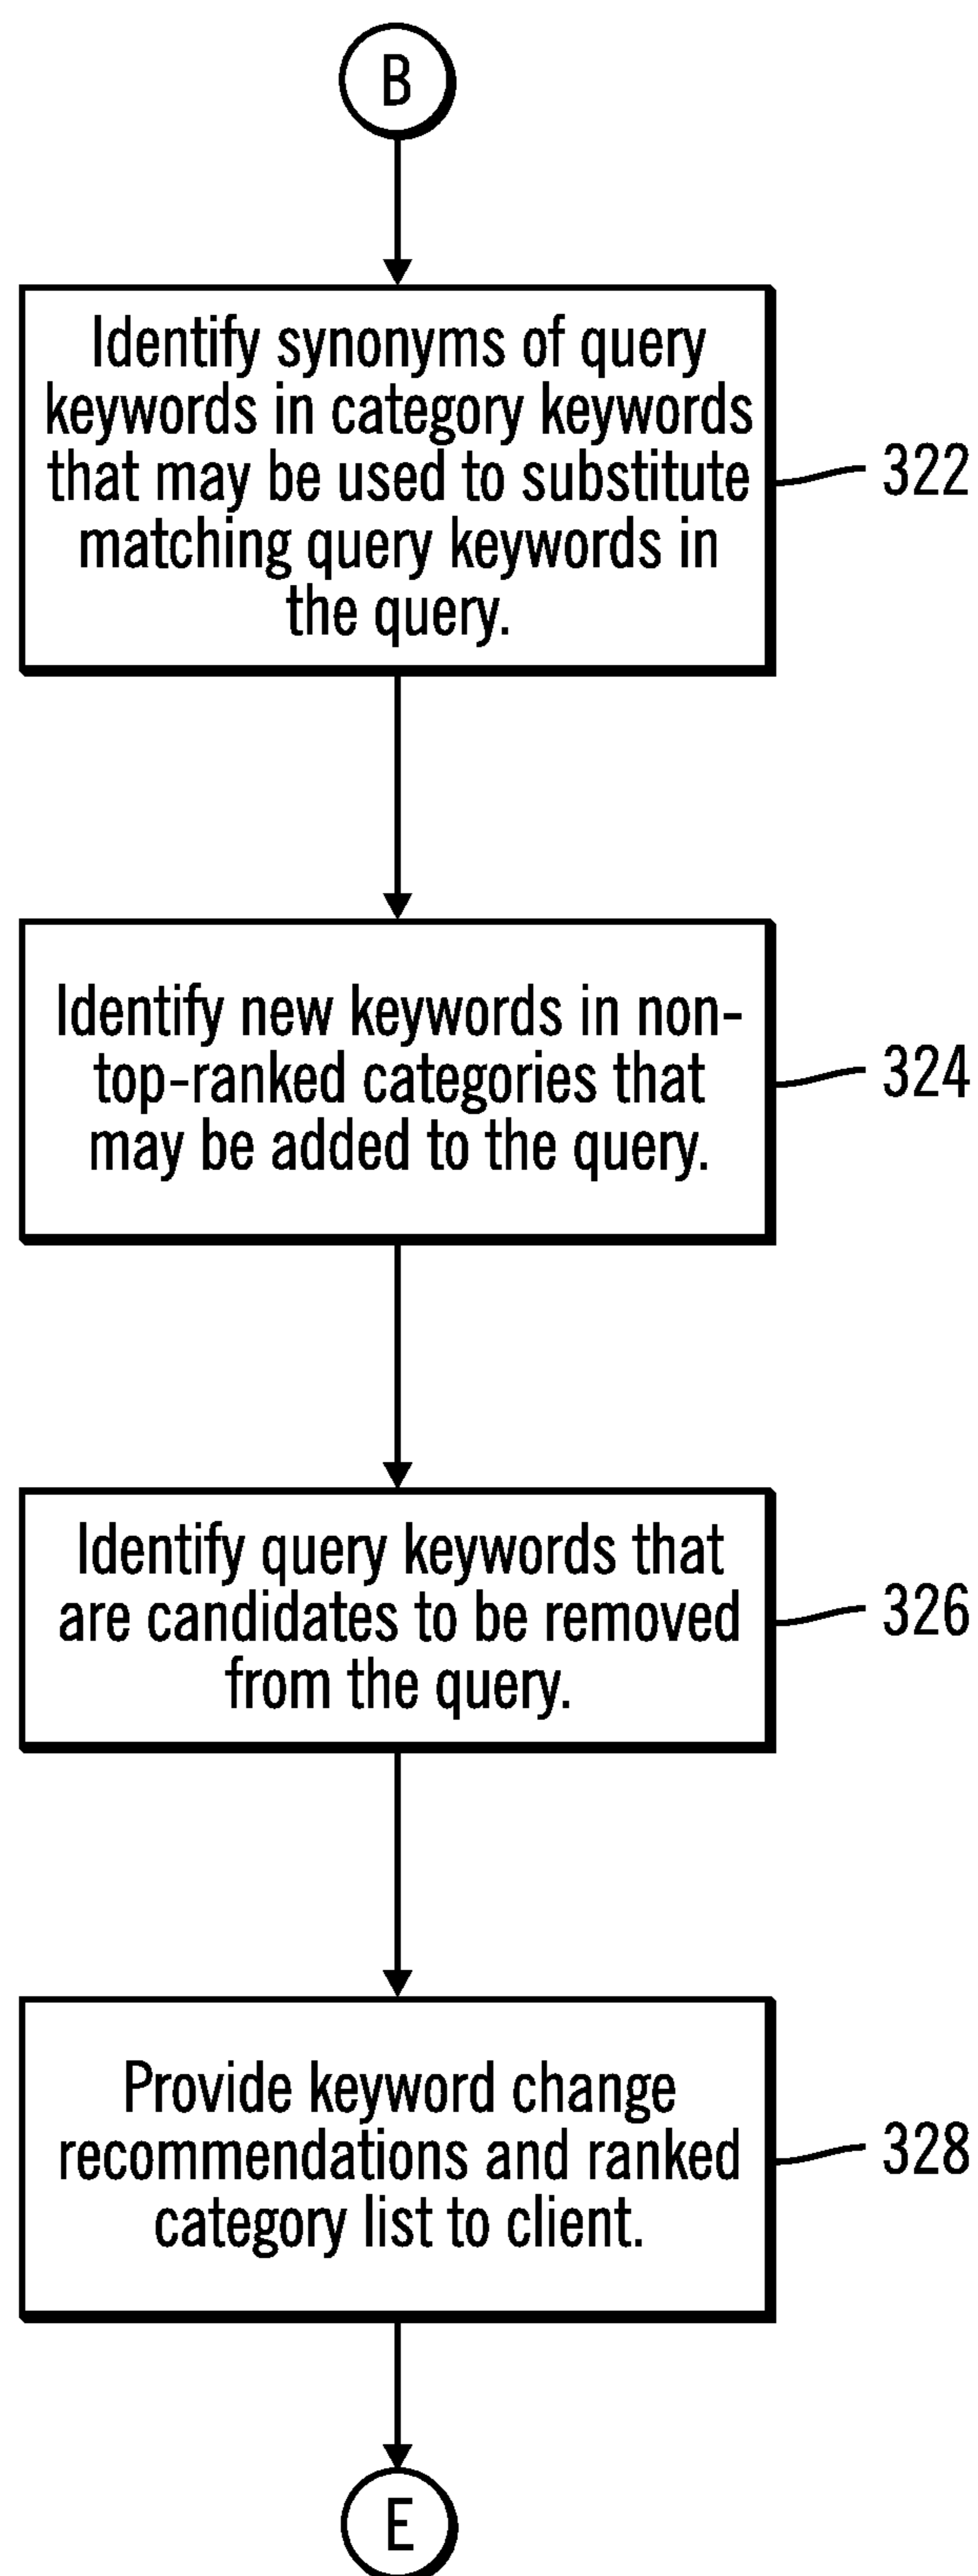 B
Identify synonyms of query
keywords in category keywords
that may be used to substitute
matching query keywords in
the query.
322
Identify new keywords in non-
top-ranked categories that
may be added to the query.
324
Identify query keywords that
are candidates to be removed
from the query.
326
Provide keyword change
recommendations and ranked
category list to client.
328
E